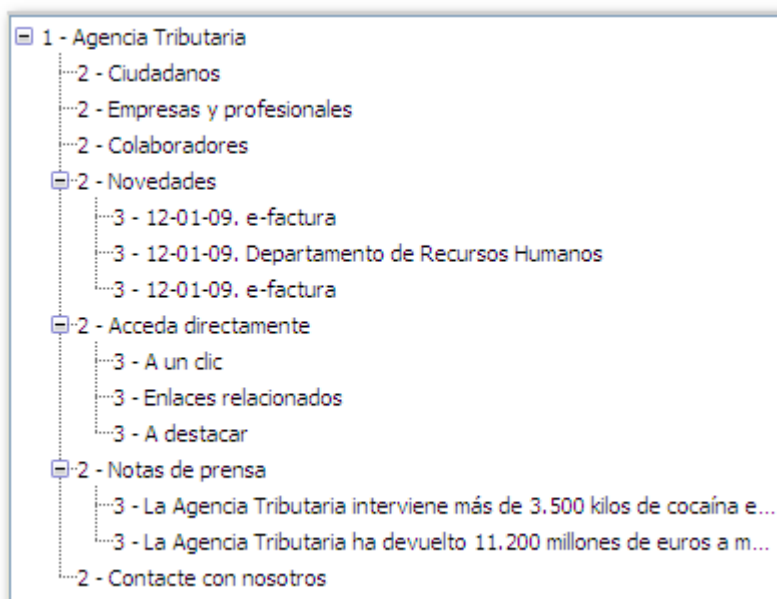 1 - Agencia Tributaria
2 - Ciudadanos
2 - Empresas y profesionales
2 - Colaboradores
2 - Novedades
3 - 12-01-09. e-factura
3 - 12-01-09. Departamento de Recursos Humanos
3 - 12-01-09. e-factura
2 - Acceda directamente
3 - A un clic
3 - Enlaces relacionados
3 - A destacar
2 - Notas de prensa
3 - La Agencia Tributaria interviene más de 3.500 kilos de cocaína e...
3 - La Agencia Tributaria ha devuelto 11.200 millones de euros a m...
2 - Contacte con nosotros